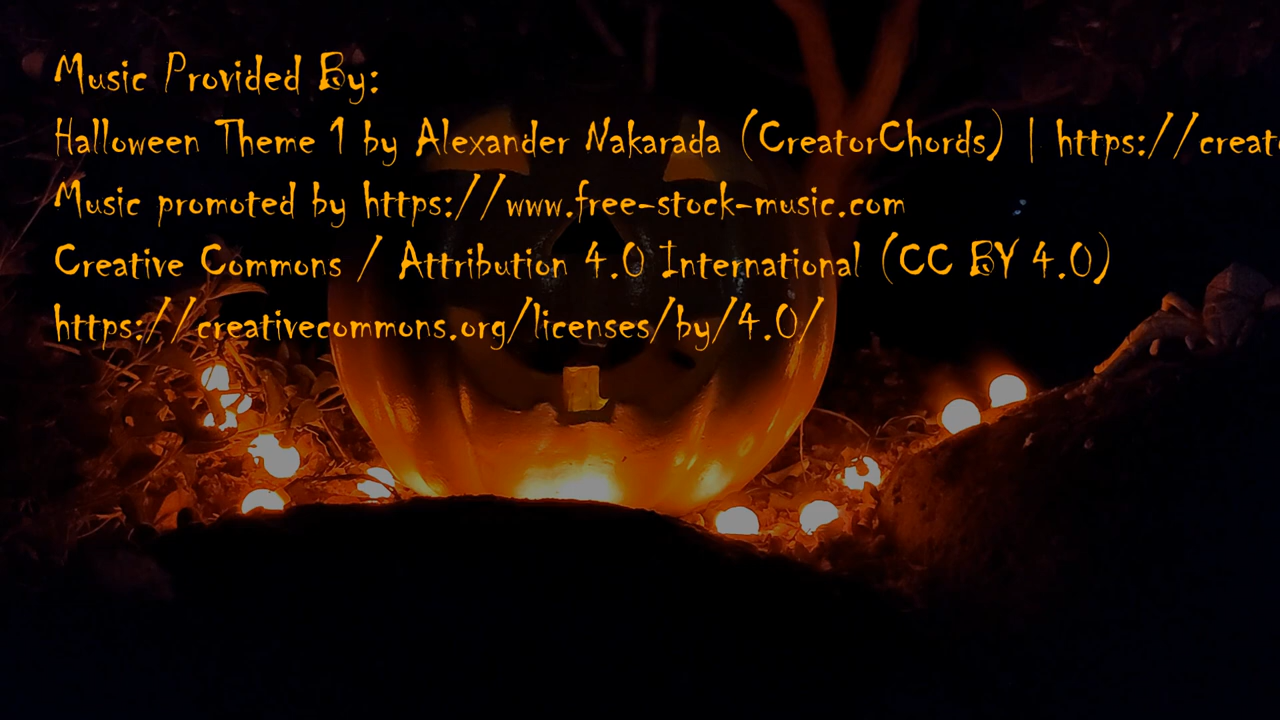 Music Provided By:
Halloween Theme 1 by Alexander Nakarada (CreatorChords) | https://creat
Music promoted by https://www.free-stock-music.com
Creative Commons / Attribution 4.0 International (CC BY 4.0)
https://creativecommons.org/licenses/by/4.0/